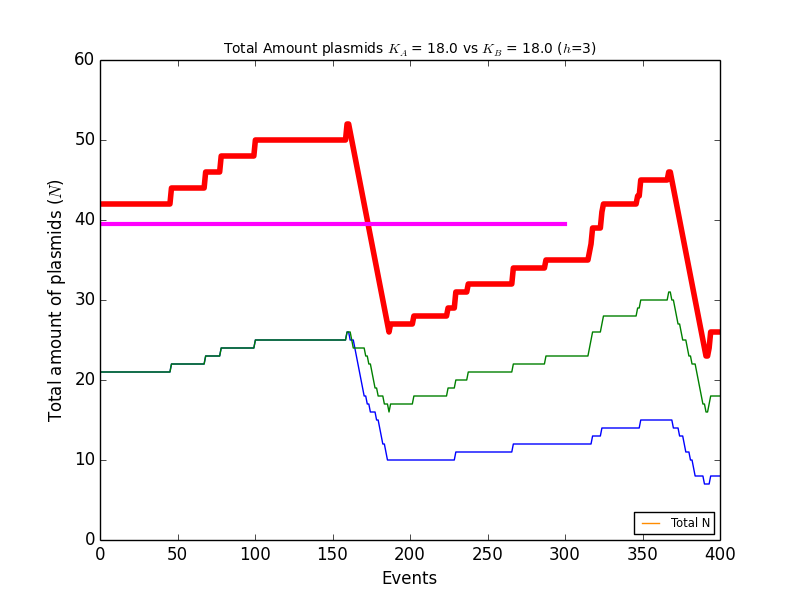 Total Amount plasmids K_A = 18.0 vs K_B = 18.0 (h=3)
60
50
40
30
20
10
0
Total amount of plasmids (N)
0 50 100 150 200 250 300 350 400
Events
Total N